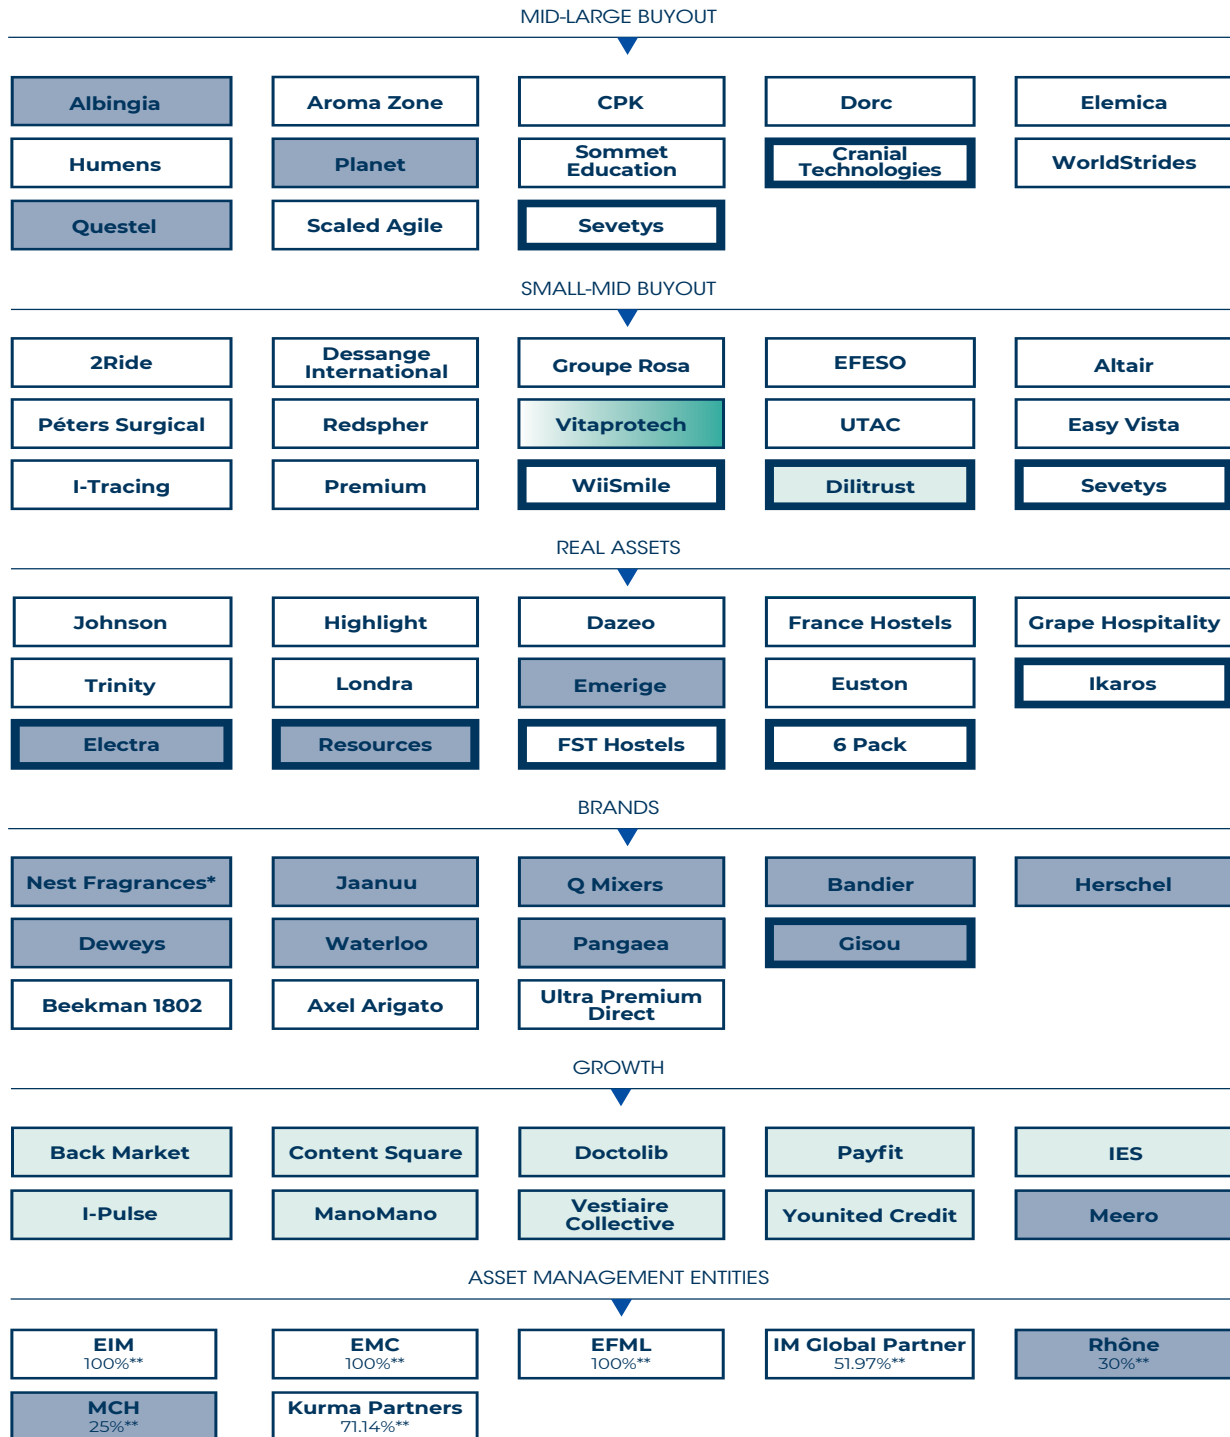 MID-LARGE BUYOUT
Albingia
Aroma Zone
CPK
Dorc
Elemica
Humens
Planet
Sommet
Education
Cranial
Technologies
WorldStrides
Questel
Scaled Agile
Sevetys
SMALL-MID BUYOUT
2Ride
Dessange
International
Groupe Rosa
EFESO
Altair
Péters Surgical
Redspher
Vitaprotech
UTAC
Easy Vista
I-Tracing
Premium
WiiSmile
Dilitrust
Sevetys
REAL ASSETS
Johnson
Highlight
Dazeo
France Hostels
Grape Hospitality
Trinity
Londra
Emerige
Euston
Ikaros
Electra
Resources
FST Hostels
6 Pack
BRANDS
Nest Fragrances*
Jaanuu
Q Mixers
Bandier
Herschel
Deweys
Waterloo
Pangaea
Gisou
Beekman 1802
Axel Arigato
Ultra Premium
Direct
GROWTH
Back Market
Content Square
Doctolib
Payfit
IES
I-Pulse
ManoMano
Vestiaire
Collective
Younited Credit
Meero
ASSET MANAGEMENT ENTITIES
EIM
100%**
EMC
100%**
EFML
100%**
IM Global Partner
51.97%**
Rhône
30%**
MCH
25%**
Kurma Partners
71.14%**